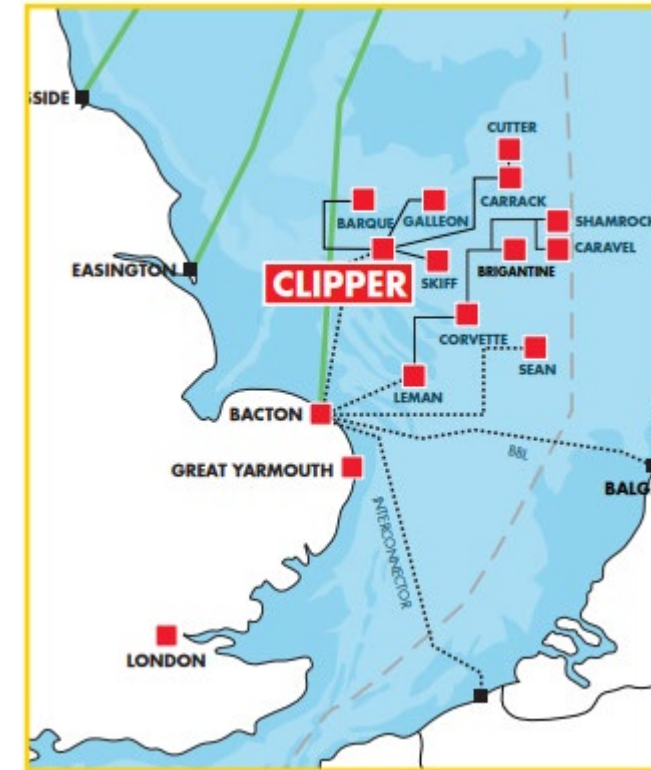 SSIDE
CUTTER
CARRACK
BARQUE
GALLEON
SHAMROCK
CARAVEL
EASINGTON
BRIGANTINE
SKIFF
CLIPPER
CORVETTE
SEAN
LEMAN
BACTON
BBL
GREAT YARMOUTH
BALG
INTERCONNECTOR
LONDON